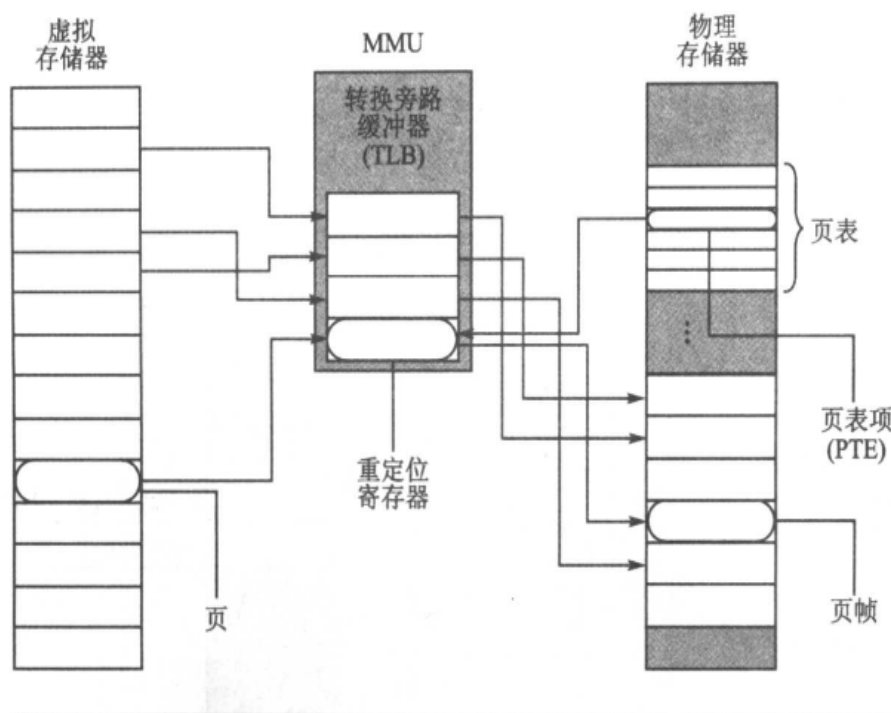 虚拟
存储器
MMU
物理
存储器
转换旁路
缓冲器
(TLB)
页表
页表项
(PTE)
重定位
寄存器
页
页帧